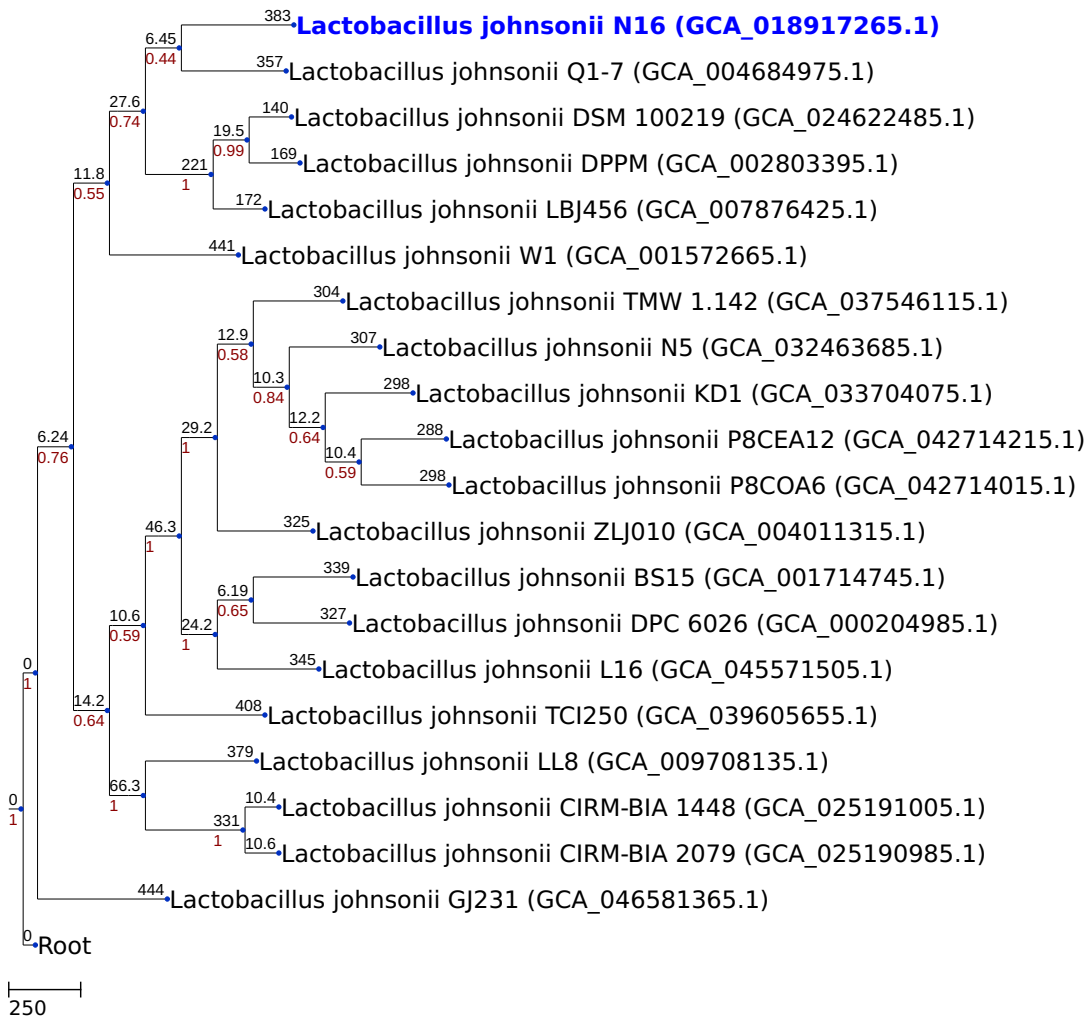 383
Lactobacillus johnsonii N16 (GCA_018917265.1)
6.45
0.44
357
Lactobacillus johnsonii Q1-7 (GCA_004684975.1)
27.6
0.74
140
Lactobacillus johnsonii DSM 100219 (GCA_024622485.1)
19.5
0.99
169
Lactobacillus johnsonii DPPM (GCA_002803395.1)
221
1
172
Lactobacillus johnsonii LBJ456 (GCA_007876425.1)
11.8
0.55
441
Lactobacillus johnsonii W1 (GCA_001572665.1)
304
Lactobacillus johnsonii TMW 1.142 (GCA_037546115.1)
12.9
0.58
307
Lactobacillus johnsonii N5 (GCA_032463685.1)
10.3
0.84
298
Lactobacillus johnsonii KD1 (GCA_033704075.1)
12.2
0.64
288
Lactobacillus johnsonii P8CEA12 (GCA_042714215.1)
10.4
0.59
298
Lactobacillus johnsonii P8COA6 (GCA_042714015.1)
29.2
1
6.24
0.76
325
Lactobacillus johnsonii ZLJ010 (GCA_004011315.1)
46.3
1
339
Lactobacillus johnsonii BS15 (GCA_001714745.1)
6.19
0.65
327
Lactobacillus johnsonii DPC 6026 (GCA_000204985.1)
24.2
1
10.6
0.59
345
Lactobacillus johnsonii L16 (GCA_045571505.1)
0
1
14.2
0.64
408
Lactobacillus johnsonii TCI250 (GCA_039605655.1)
379
Lactobacillus johnsonii LL8 (GCA_009708135.1)
66.3
1
0
1
10.4
Lactobacillus johnsonii CIRM-BIA 1448 (GCA_025191005.1)
331
1
10.6
Lactobacillus johnsonii CIRM-BIA 2079 (GCA_025190985.1)
444
Lactobacillus johnsonii GJ231 (GCA_046581365.1)
0
Root
250